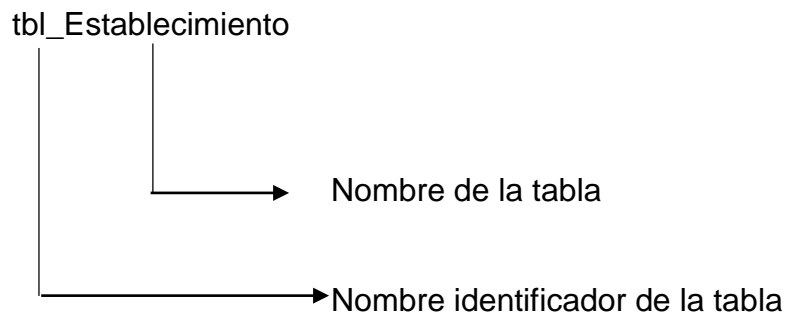 tbl_Establecimiento
Nombre de la tabla
Nombre identificador de la tabla